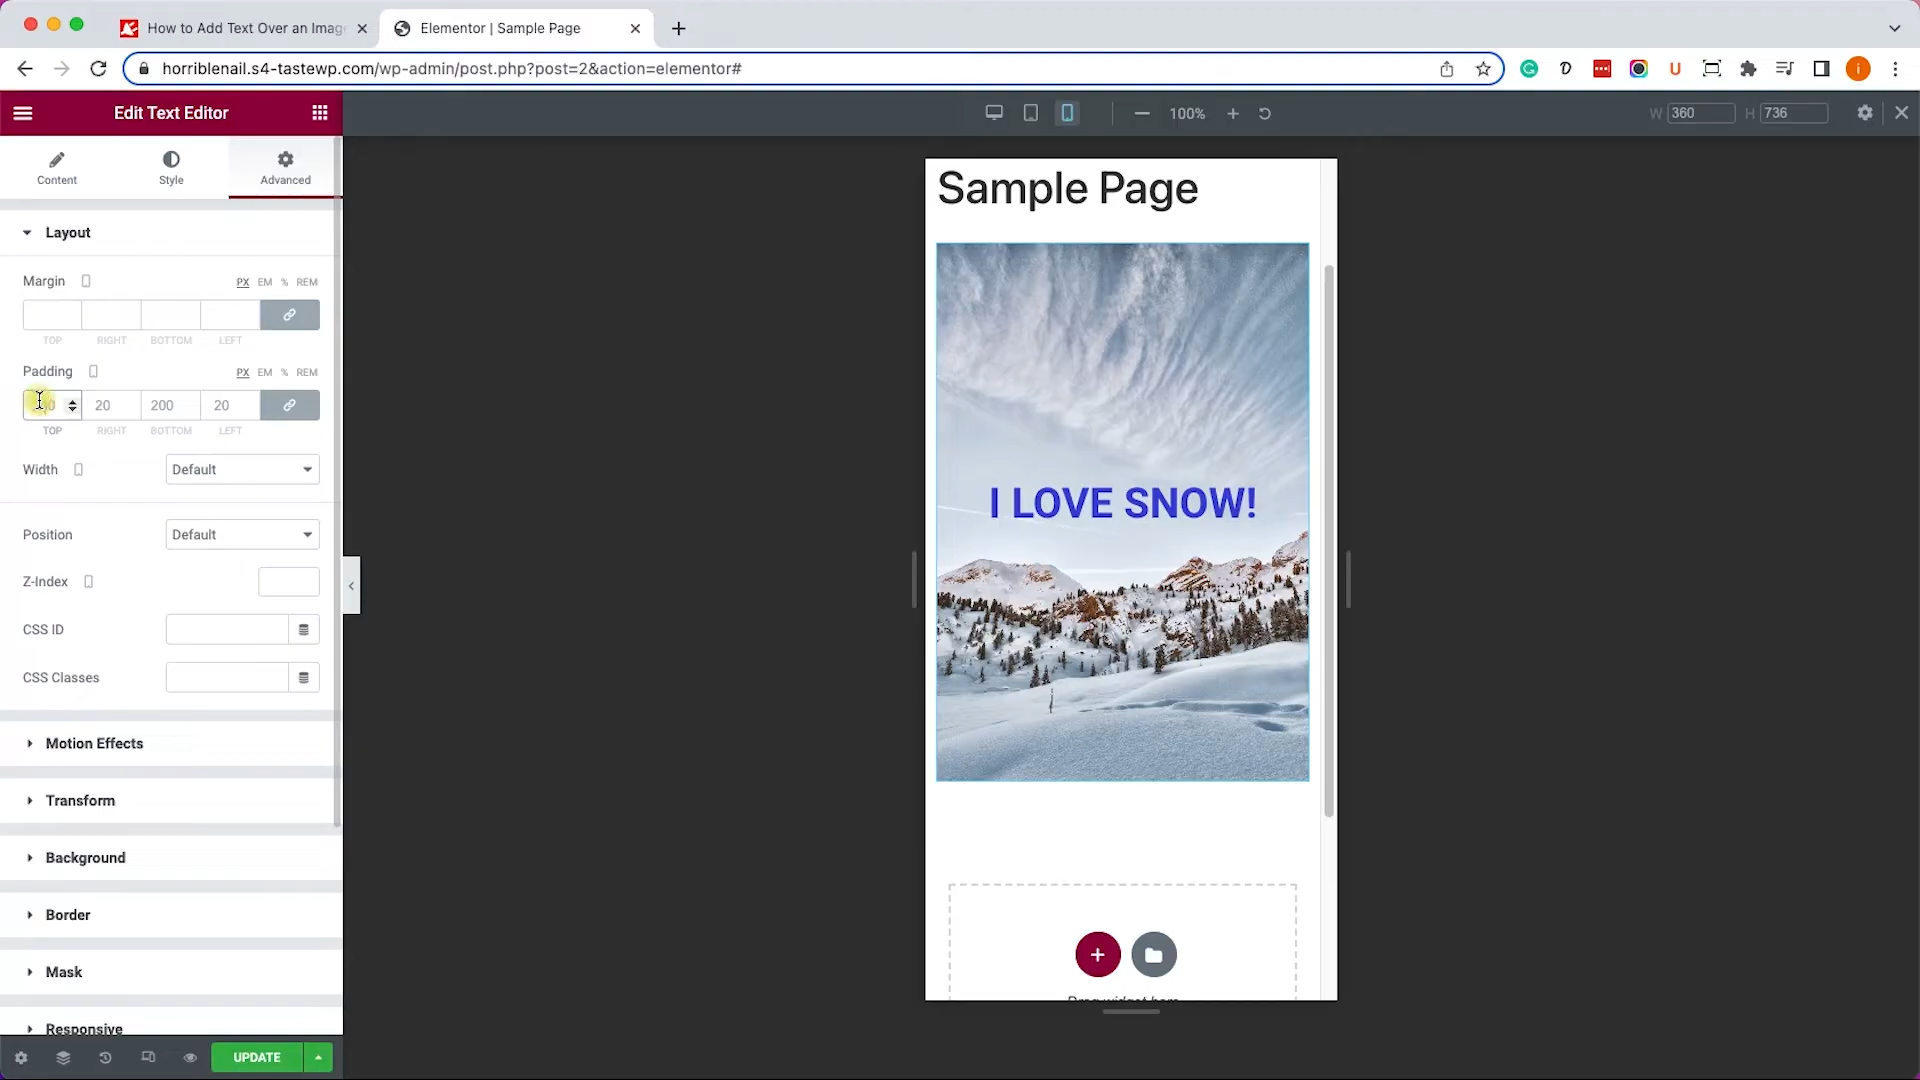 How to Add Text Over an Imag
Elementor | Sample Page
horriblenail.s4-tastewp.com/wp-admin/post.php?post=2&action=elementor#
Edit Text Editor
100%
W 360 H 736
Content Style Advanced
Layout
Margin PX EM % REM
TOP RIGHT BOTTOM LEFT
Padding PX EM % REM
20 200 20
TOP RIGHT BOTTOM LEFT
Width Default
Position Default
Z-Index
CSS ID
CSS Classes
Motion Effects
Transform
Background
Border
Mask
Responsive
UPDATE
Sample Page
I LOVE SNOW!
Drag widget here